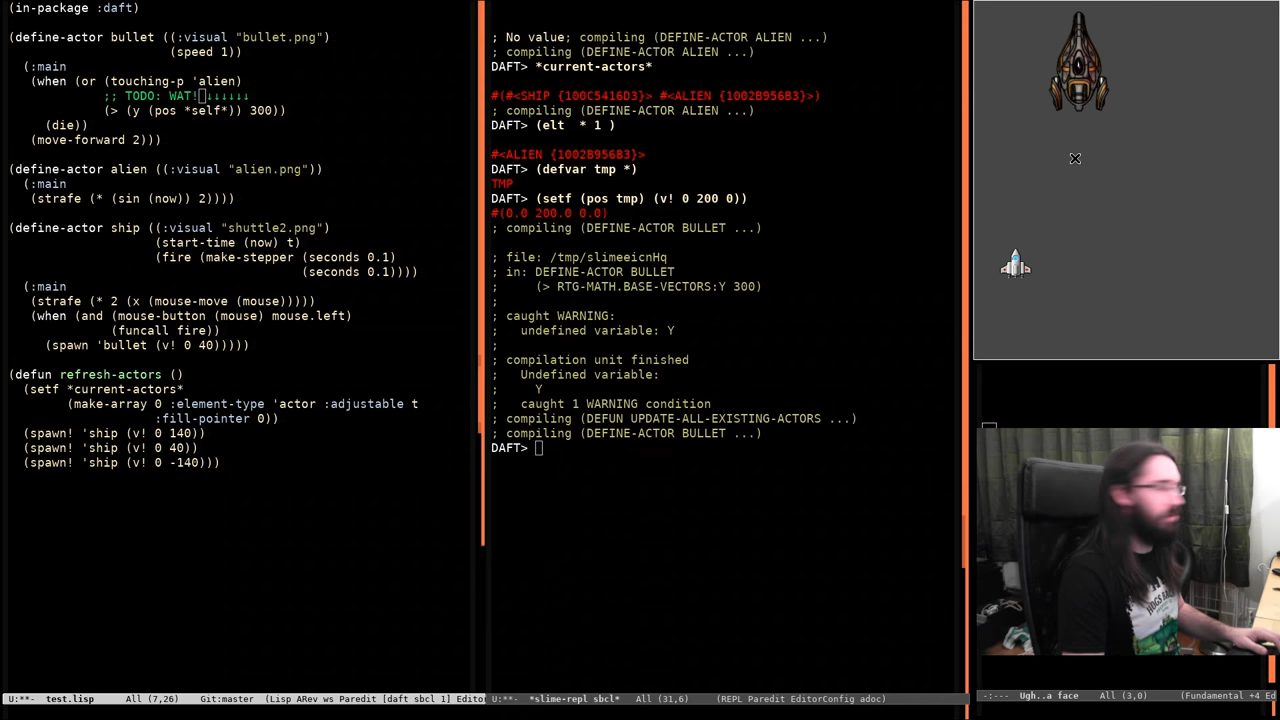 (in-package :daft)
(define-actor bullet ((:visual "bullet.png")
(speed 1))
(:main
(when (or (touching-p 'alien)
;; TODO: WAT!↓↓↓↓↓↓
(> (y (pos *self*)) 300))
(die))
(move-forward 2)))
(define-actor alien ((:visual "alien.png"))
(:main
(strafe (* (sin (now)) 2))))
(define-actor ship ((:visual "shuttle2.png")
(start-time (now) t)
(fire (make-stepper (seconds 0.1)
(seconds 0.1))))
(:main
(strafe (* 2 (x (mouse-move (mouse)))))
(when (and (mouse-button (mouse) mouse.left)
(funcall fire))
(spawn 'bullet (v! 0 40)))))
(defun refresh-actors ()
(setf *current-actors*
(make-array 0 :element-type 'actor :adjustable t
:fill-pointer 0))
(spawn! 'ship (v! 0 140))
(spawn! 'ship (v! 0 40))
(spawn! 'ship (v! 0 -140)))
U:**- test.lisp All (7,26) Git:master (Lisp ARev ws Paredit [daft sbcl 1] Editor
; No value; compiling (DEFINE-ACTOR ALIEN ...)
; compiling (DEFINE-ACTOR ALIEN ...)
DAFT> *current-actors*
#(#<SHIP {100C5416D3}> #<ALIEN {1002B956B3}>)
; compiling (DEFINE-ACTOR ALIEN ...)
DAFT> (elt * 1 )
#<ALIEN {1002B956B3}>
DAFT> (defvar tmp *)
TMP
DAFT> (setf (pos tmp) (v! 0 200 0))
#(0.0 200.0 0.0)
; compiling (DEFINE-ACTOR BULLET ...)
; file: /tmp/slimeeicnHq
; in: DEFINE-ACTOR BULLET
; (> RTG-MATH.BASE-VECTORS:Y 300)
;
; caught WARNING:
; undefined variable: Y
;
; compilation unit finished
; Undefined variable:
; Y
; caught 1 WARNING condition
; compiling (DEFUN UPDATE-ALL-EXISTING-ACTORS ...)
; compiling (DEFINE-ACTOR BULLET ...)
DAFT>
U:**- *slime-repl sbcl* All (31,6) (REPL Paredit EditorConfig adoc)
-:--- Ugh..a face All (3,0) (Fundamental +4 Ed